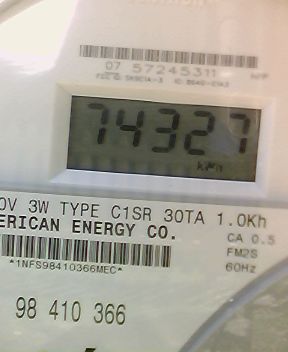 07 57245311
74327
kWh
0V 3W TYPE C1SR 30TA 1.0Kh
ERICAN ENERGY CO.
CA 0.5
FM2S
60Hz
*1NFS98410366MEC*
98 410 366